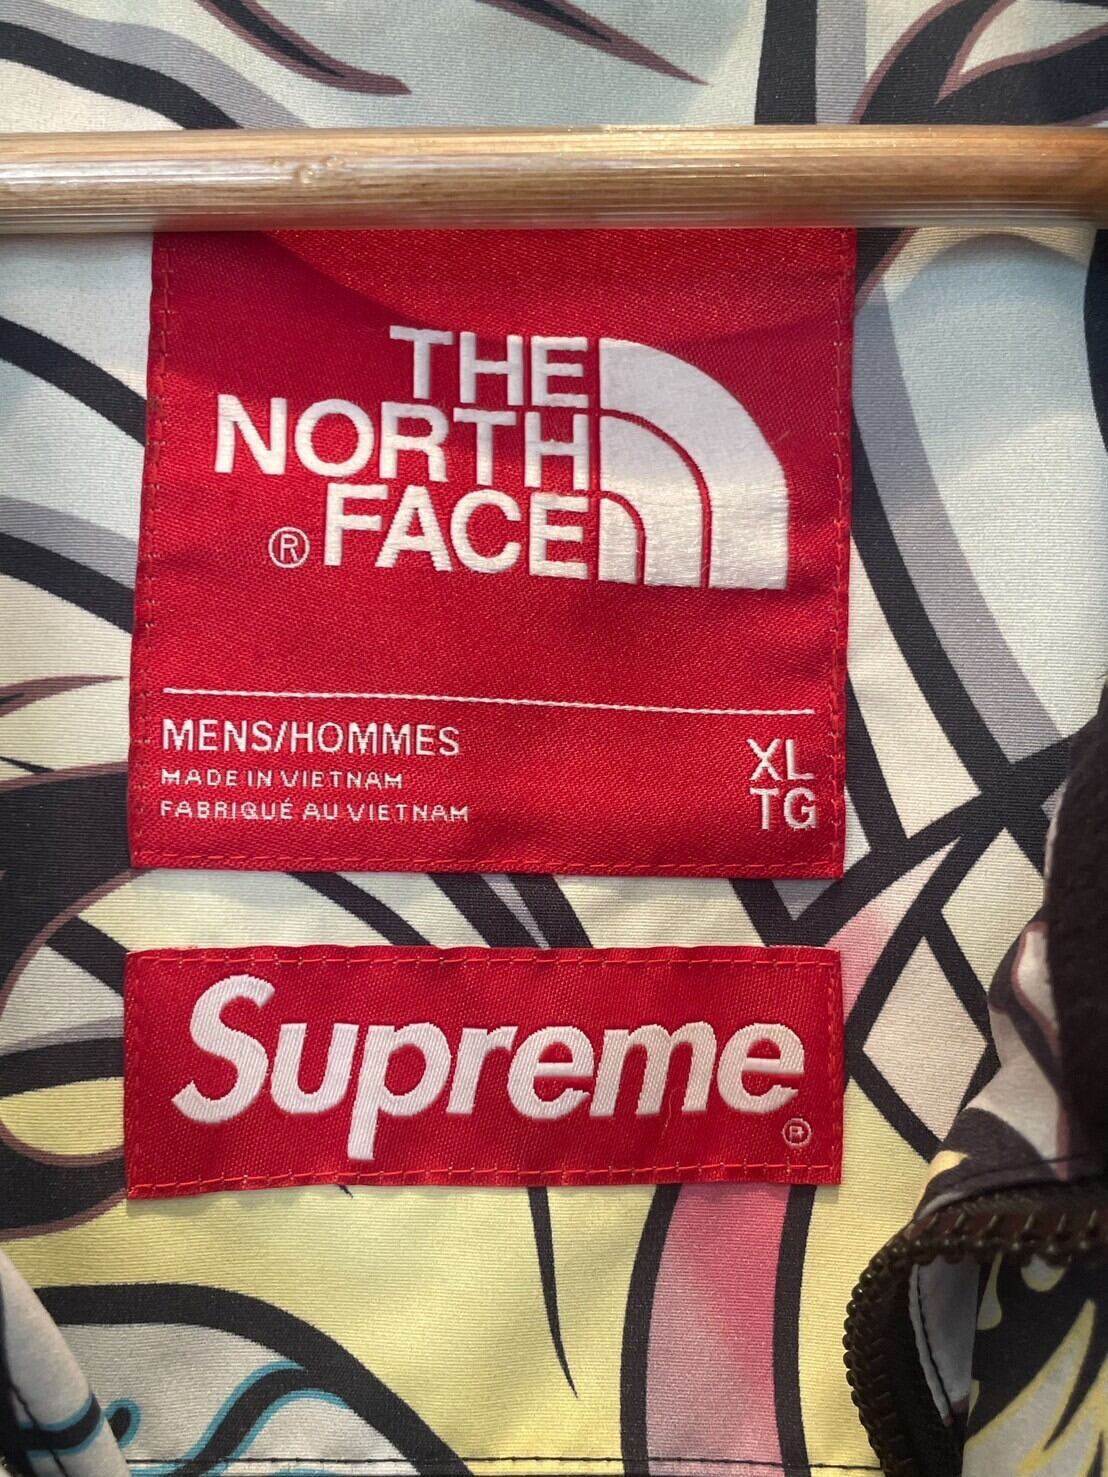 THE
NORTH
® FACE
MENS/HOMMES
MADE IN VIETNAM
FABRIQUÉ AU VIETNAM
XL
TG
Supreme
®